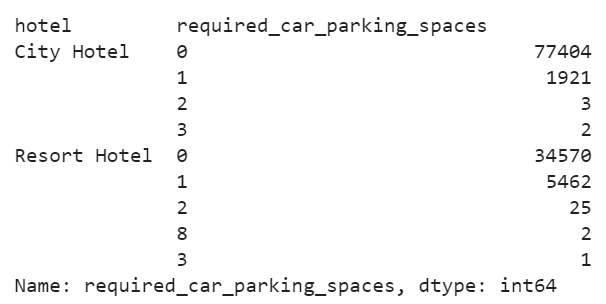 hotel         required_car_parking_spaces
City Hotel    0                              77404
              1                               1921
              2                                  3
              3                                  2
Resort Hotel  0                              34570
              1                               5462
              2                                 25
              8                                  2
              3                                  1
Name: required_car_parking_spaces, dtype: int64